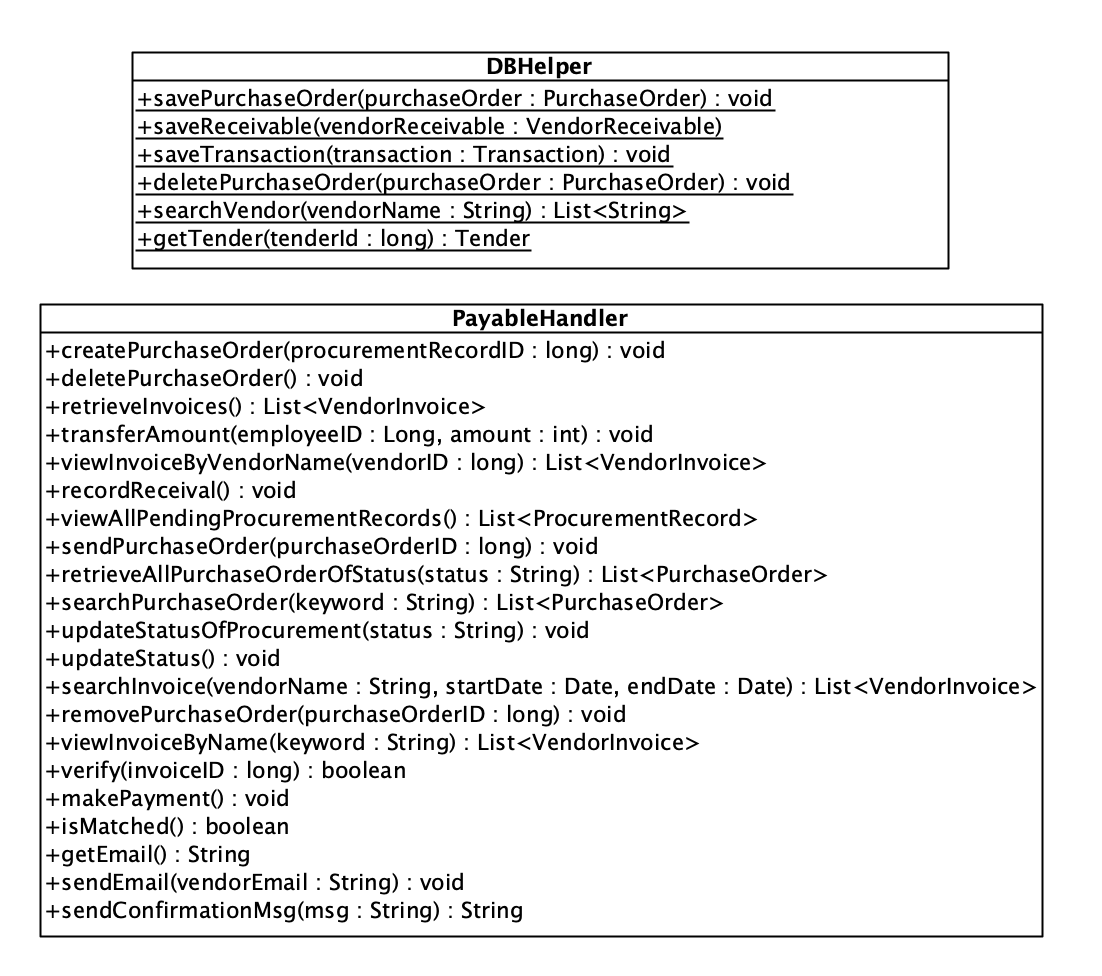 DBHelper
+savePurchaseOrder(purchaseOrder : PurchaseOrder) : void
+saveReceivable(vendorReceivable : VendorReceivable)
+saveTransaction(transaction : Transaction) : void
+deletePurchaseOrder(purchaseOrder : PurchaseOrder) : void
+searchVendor(vendorName : String) : List<String>
+getTender(tenderId : long) : Tender
PayableHandler
+createPurchaseOrder(procurementRecordID : long) : void
+deletePurchaseOrder() : void
+retrieveInvoices() : List<VendorInvoice>
+transferAmount(employeeID : Long, amount : int) : void
+viewInvoiceByVendorName(vendorID : long) : List<VendorInvoice>
+recordReceival() : void
+viewAllPendingProcurementRecords() : List<ProcurementRecord>
+sendPurchaseOrder(purchaseOrderID : long) : void
+retrieveAllPurchaseOrderOfStatus(status : String) : List<PurchaseOrder>
+searchPurchaseOrder(keyword : String) : List<PurchaseOrder>
+updateStatusOfProcurement(status : String) : void
+updateStatus() : void
+searchInvoice(vendorName : String, startDate : Date, endDate : Date) : List<VendorInvoice>
+removePurchaseOrder(purchaseOrderID : long) : void
+viewInvoiceByName(keyword : String) : List<VendorInvoice>
+verify(invoiceID : long) : boolean
+makePayment() : void
+isMatched() : boolean
+getEmail() : String
+sendEmail(vendorEmail : String) : void
+sendConfirmationMsg(msg : String) : String